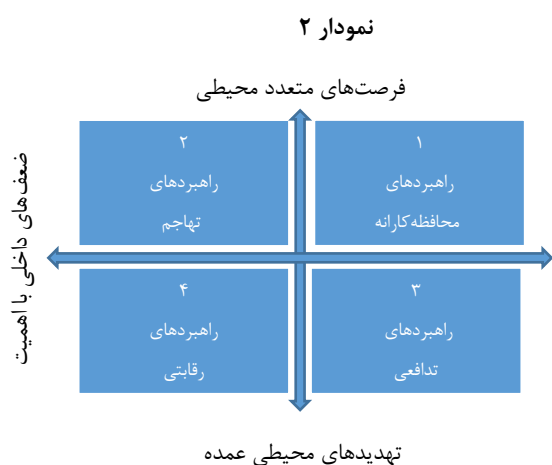 نمودار ۲
فرصت‌های متعدد محیطی
۱
راهبردهای
محافظه‌کارانه
۲
راهبردهای
تهاجم
ضعف‌های داخلی با اهمیت
۳
راهبردهای
تدافعی
۴
راهبردهای
رقابتی
تهدیدهای محیطی عمده